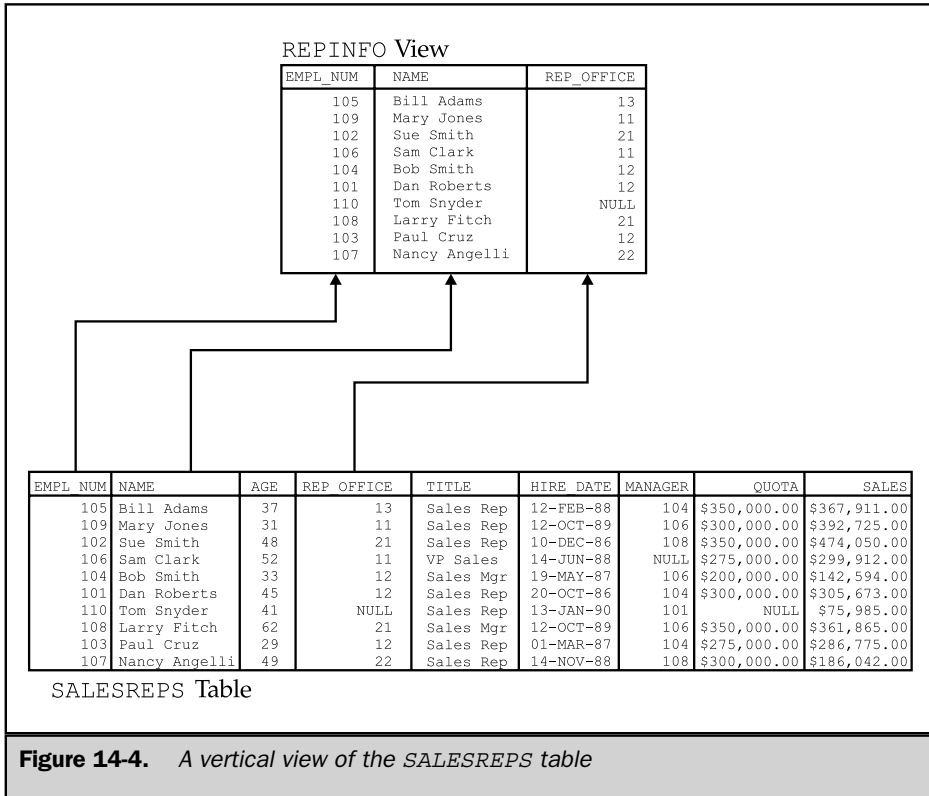 REPINFO View
EMPL_NUM NAME REP_OFFICE
105 Bill Adams 13
109 Mary Jones 11
102 Sue Smith 21
106 Sam Clark 11
104 Bob Smith 12
101 Dan Roberts 12
110 Tom Snyder NULL
108 Larry Fitch 21
103 Paul Cruz 12
107 Nancy Angelli 22
EMPL_NUM NAME AGE REP_OFFICE TITLE HIRE_DATE MANAGER QUOTA SALES
105 Bill Adams 37 13 Sales Rep 12-FEB-88 104 $350,000.00 $367,911.00
109 Mary Jones 31 11 Sales Rep 12-OCT-89 106 $300,000.00 $392,725.00
102 Sue Smith 48 21 Sales Rep 10-DEC-86 108 $350,000.00 $474,050.00
106 Sam Clark 52 11 VP Sales 14-JUN-88 NULL $275,000.00 $299,912.00
104 Bob Smith 33 12 Sales Mgr 19-MAY-87 106 $200,000.00 $142,594.00
101 Dan Roberts 45 12 Sales Rep 20-OCT-86 104 $300,000.00 $305,673.00
110 Tom Snyder 41 NULL Sales Rep 13-JAN-90 101 NULL $75,985.00
108 Larry Fitch 62 21 Sales Mgr 12-OCT-89 106 $350,000.00 $361,865.00
103 Paul Cruz 29 12 Sales Rep 01-MAR-87 104 $275,000.00 $286,775.00
107 Nancy Angelli 49 22 Sales Rep 14-NOV-88 108 $300,000.00 $186,042.00
SALESREPS Table
Figure 14-4. A vertical view of the SALESREPS table